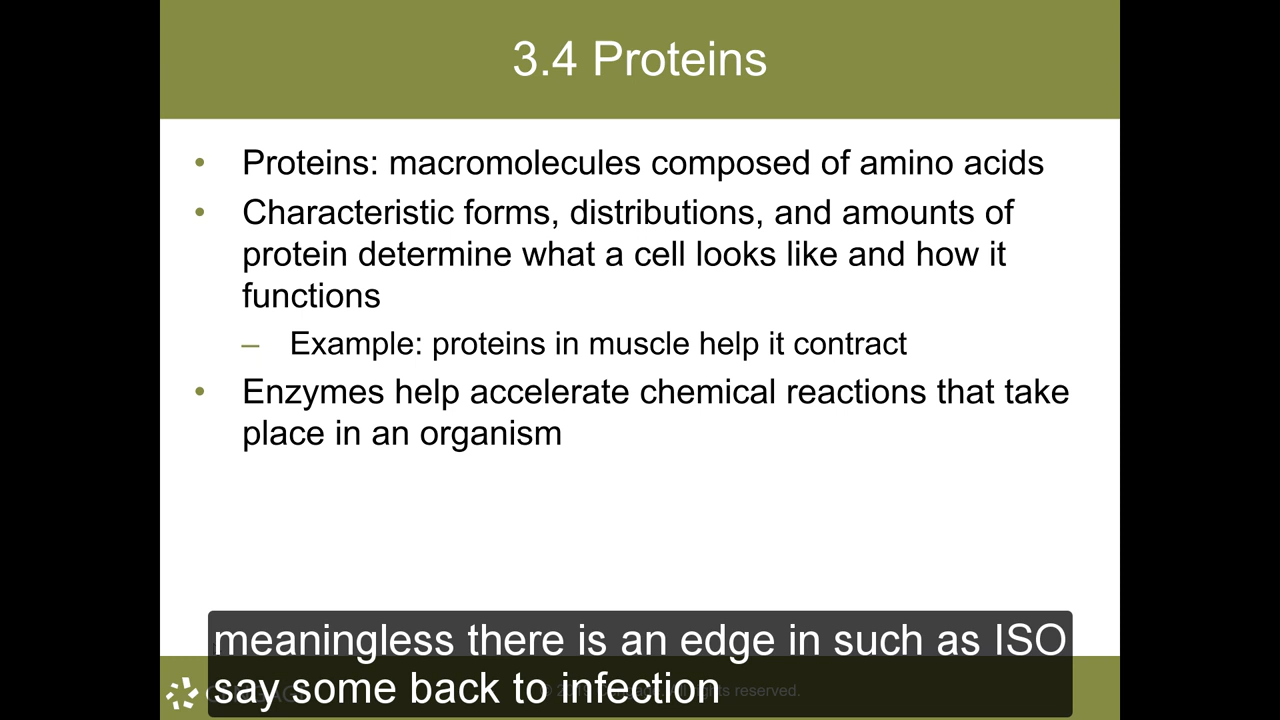 3.4 Proteins
• Proteins: macromolecules composed of amino acids
• Characteristic forms, distributions, and amounts of
protein determine what a cell looks like and how it
functions
– Example: proteins in muscle help it contract
• Enzymes help accelerate chemical reactions that take
place in an organism
meaningless there is an edge in such as ISO
say some back to infection
reserved.